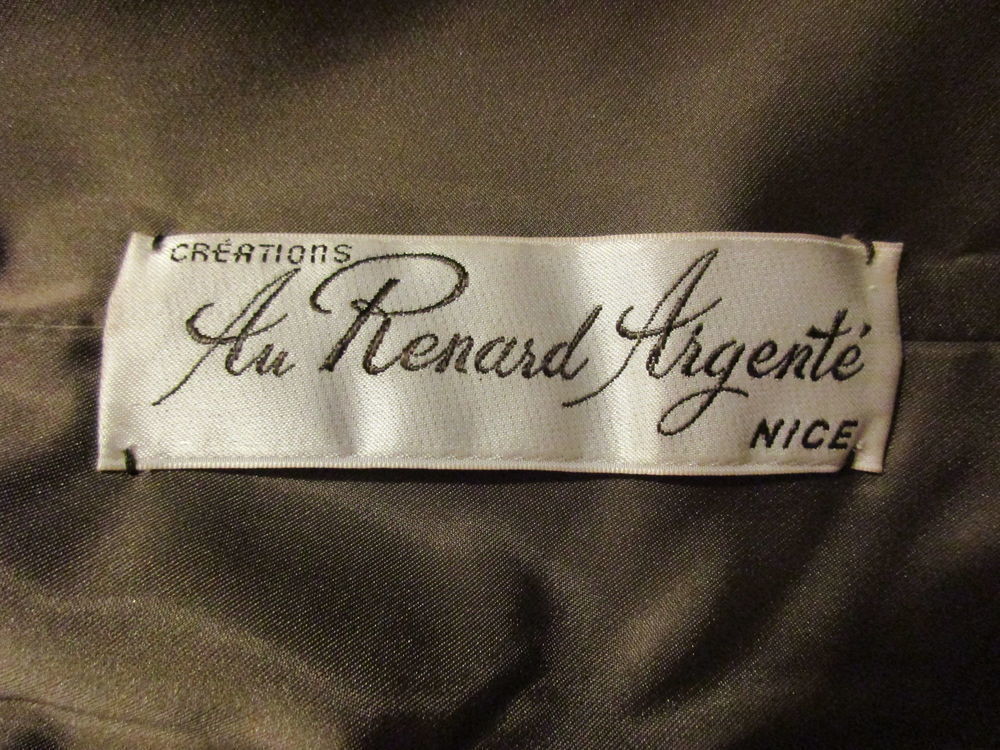 CRÉATIONS
Au Renard Argenté
NICE